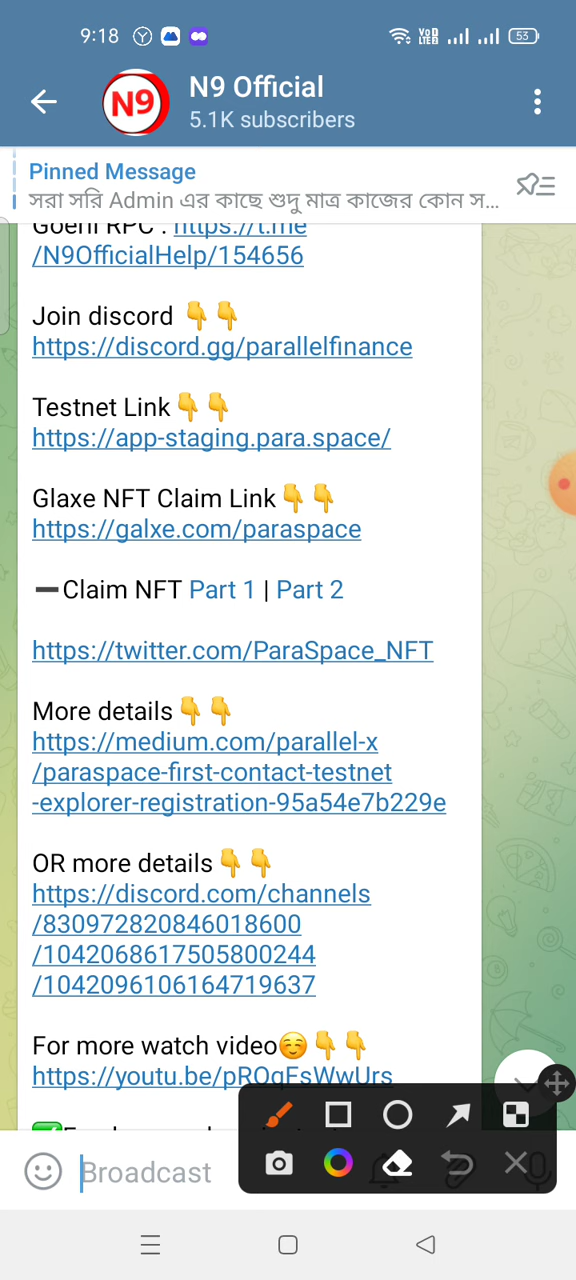 9:18
VoD LTE2
53
N9
N9 Official
5.1K subscribers
Pinned Message
সরা সরি Admin এর কাছে শুদু মাত্র কাজের কোন স...
Goerli RPC : https://t.me
/N9OfficialHelp/154656
Join discord 👇👇
https://discord.gg/parallelfinance
Testnet Link👇👇
https://app-staging.para.space/
Glaxe NFT Claim Link👇👇
https://galxe.com/paraspace
➖Claim NFT Part 1 | Part 2
https://twitter.com/ParaSpace_NFT
More details👇👇
https://medium.com/parallel-x
/paraspace-first-contact-testnet
-explorer-registration-95a54e7b229e
OR more details👇👇
https://discord.com/channels
/830972820846018600
/1042068617505800244
/1042096106164719637
For more watch video☺️👇👇
https://youtu.be/pRQqFsWwUrs
Broadcast